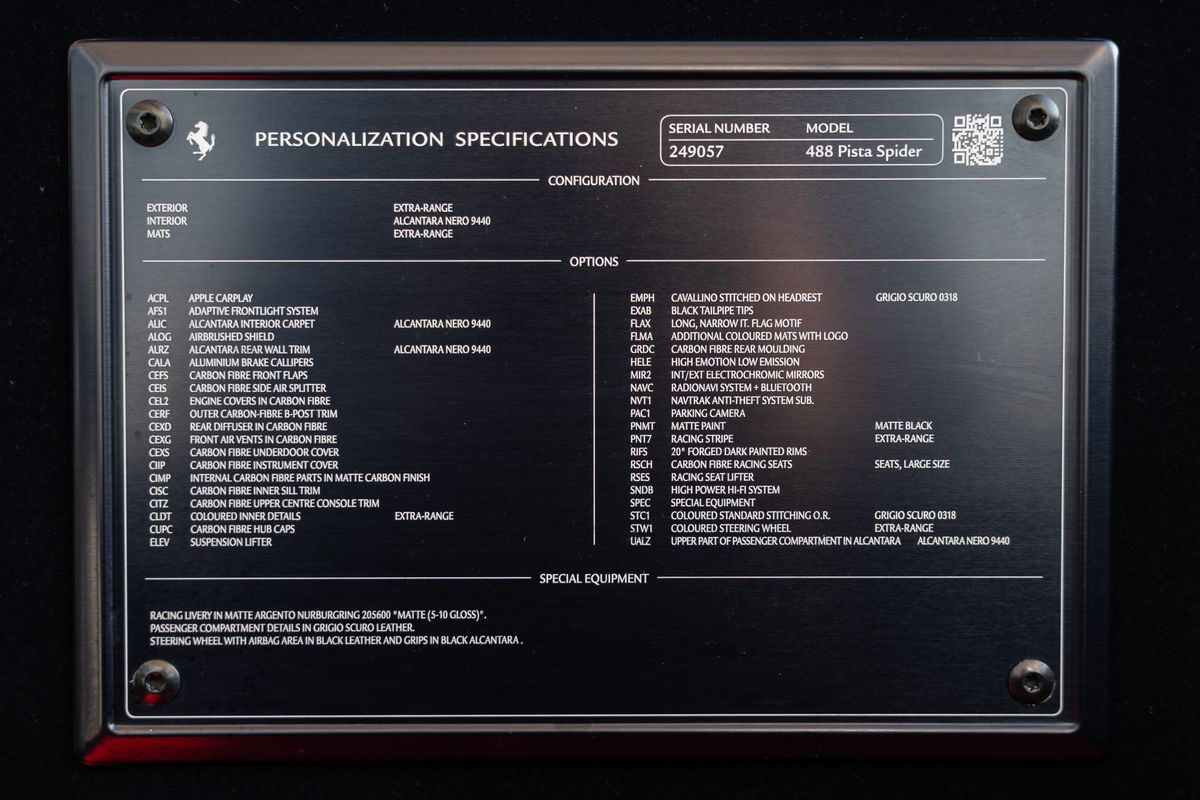 PERSONALIZATION SPECIFICATIONS
SERIAL NUMBER MODEL
249057 488 Pista Spider
CONFIGURATION
EXTERIOR EXTRA-RANGE
INTERIOR ALCANTARA NERO 9440
MATS EXTRA-RANGE
OPTIONS
ACPL APPLE CARPLAY
AFS1 ADAPTIVE FRONTLIGHT SYSTEM
ALIC ALCANTARA INTERIOR CARPET ALCANTARA NERO 9440
ALOG AIRBRUSHED SHIELD
ALRZ ALCANTARA REAR WALL TRIM ALCANTARA NERO 9440
CALA ALUMINIUM BRAKE CALLIPERS
CEFS CARBON FIBRE FRONT FLAPS
CEIS CARBON FIBRE SIDE AIR SPLITTER
CEL2 ENGINE COVERS IN CARBON FIBRE
CERF OUTER CARBON-FIBRE B-POST TRIM
CEXD REAR DIFFUSER IN CARBON FIBRE
CEXG FRONT AIR VENTS IN CARBON FIBRE
CEXS CARBON FIBRE UNDERDOOR COVER
CIIP CARBON FIBRE INSTRUMENT COVER
CIMP INTERNAL CARBON FIBRE PARTS IN MATTE CARBON FINISH
CISC CARBON FIBRE INNER SILL TRIM
CITZ CARBON FIBRE UPPER CENTRE CONSOLE TRIM
CLDT COLOURED INNER DETAILS EXTRA-RANGE
CUPC CARBON FIBRE HUB CAPS
ELEV SUSPENSION LIFTER
EMPH CAVALLINO STITCHED ON HEADREST GRIGIO SCURO 0318
EXAB BLACK TAILPIPE TIPS
FLAX LONG, NARROW IT. FLAG MOTIF
FLMA ADDITIONAL COLOURED MATS WITH LOGO
GRDC CARBON FIBRE REAR MOULDING
HELE HIGH EMOTION LOW EMISSION
MIR2 INT/EXT ELECTROCHROMIC MIRRORS
NAVC RADIONAVI SYSTEM + BLUETOOTH
NVT1 NAVTRAK ANTI-THEFT SYSTEM SUB.
PAC1 PARKING CAMERA
PNMT MATTE PAINT MATTE BLACK
PNT7 RACING STRIPE EXTRA-RANGE
RIFS 20" FORGED DARK PAINTED RIMS
RSCH CARBON FIBRE RACING SEATS SEATS, LARGE SIZE
RSES RACING SEAT LIFTER
SNDB HIGH POWER HI-FI SYSTEM
SPEC SPECIAL EQUIPMENT
STC1 COLOURED STANDARD STITCHING O.R. GRIGIO SCURO 0318
STW1 COLOURED STEERING WHEEL EXTRA-RANGE
UALZ UPPER PART OF PASSENGER COMPARTMENT IN ALCANTARA ALCANTARA NERO 9440
SPECIAL EQUIPMENT
RACING LIVERY IN MATTE ARGENTO NURBURGRING 205600 "MATTE (5-10 GLOSS)".
PASSENGER COMPARTMENT DETAILS IN GRIGIO SCURO LEATHER.
STEERING WHEEL WITH AIRBAG AREA IN BLACK LEATHER AND GRIPS IN BLACK ALCANTARA .